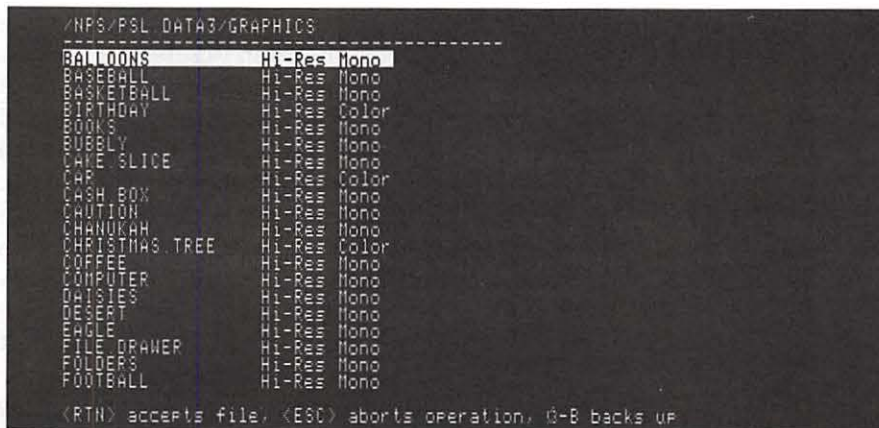 /NPS/PSL.DATA3/GRAPHICS
BALLOONS Hi-Res Mono
BASEBALL Hi-Res Mono
BASKETBALL Hi-Res Mono
BIRTHDAY Hi-Res Color
BOOKS Hi-Res Mono
BUBBLY Hi-Res Mono
CAKE.SLICE Hi-Res Mono
CAR Hi-Res Color
CASH.BOX Hi-Res Mono
CAUTION Hi-Res Mono
CHANUKAH Hi-Res Mono
CHRISTMAS.TREE Hi-Res Color
COFFEE Hi-Res Mono
COMPUTER Hi-Res Mono
DAISIES Hi-Res Mono
DESERT Hi-Res Mono
EAGLE Hi-Res Mono
FILE.DRAWER Hi-Res Mono
FOLDERS Hi-Res Mono
FOOTBALL Hi-Res Mono
<RTN> accepts file, <ESC> aborts operation, -B backs up